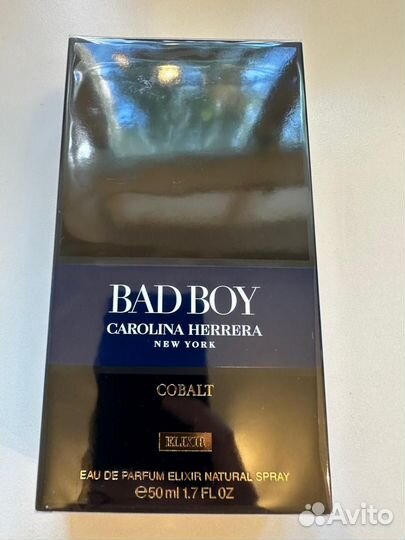 BAD BOY
CAROLINA HERRERA
NEW YORK
COBALT
ELIXIR
EAU DE PARFUM ELIXIR NATURAL SPRAY
℮50 ml 1.7 FL OZ
Avito